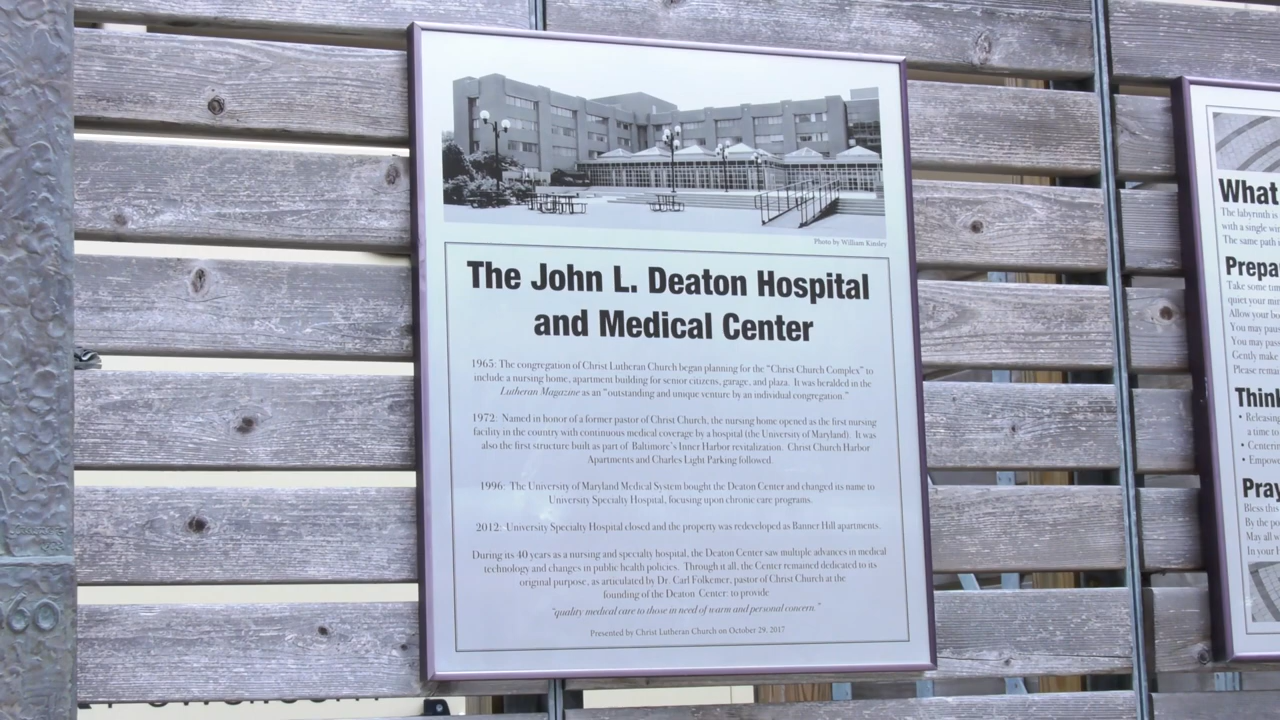 Photo by William Kinsley
The John L. Deaton Hospital
and Medical Center
1965: The congregation of Christ Lutheran Church began planning for the "Christ Church Complex" to
include a nursing home, apartment building for senior citizens, garage, and plaza. It was heralded in the
Lutheran Magazine as an "outstanding and unique venture by an individual congregation."
1972: Named in honor of a former pastor of Christ Church, the nursing home opened as the first nursing
facility in the country with continuous medical coverage by a hospital (the University of Maryland). It was
also the first structure built as part of Baltimore's Inner Harbor revitalization. Christ Church Harbor
Apartments and Charles Light Parking followed.
1996: The University of Maryland Medical System bought the Deaton Center and changed its name to
University Specialty Hospital, focusing upon chronic care programs.
2012: University Specialty Hospital closed and the property was redeveloped as Banner Hill apartments.
During its 40 years as a nursing and specialty hospital, the Deaton Center saw multiple advances in medical
technology and changes in public health policies. Through it all, the Center remained dedicated to its
original purpose, as articulated by Dr. Carl Folkemer, pastor of Christ Church at the
founding of the Deaton Center: to provide
"quality medical care to those in need of warm and personal concern."
Presented by Christ Lutheran Church on October 29, 2017
What
The labyrinth is
with a single
The same path
Take some
quiet your
Allow your
You may
You may
Gently make
Please
• Releasing
a time to
•
•
Pray
Bless this
By the
May all
In your
60